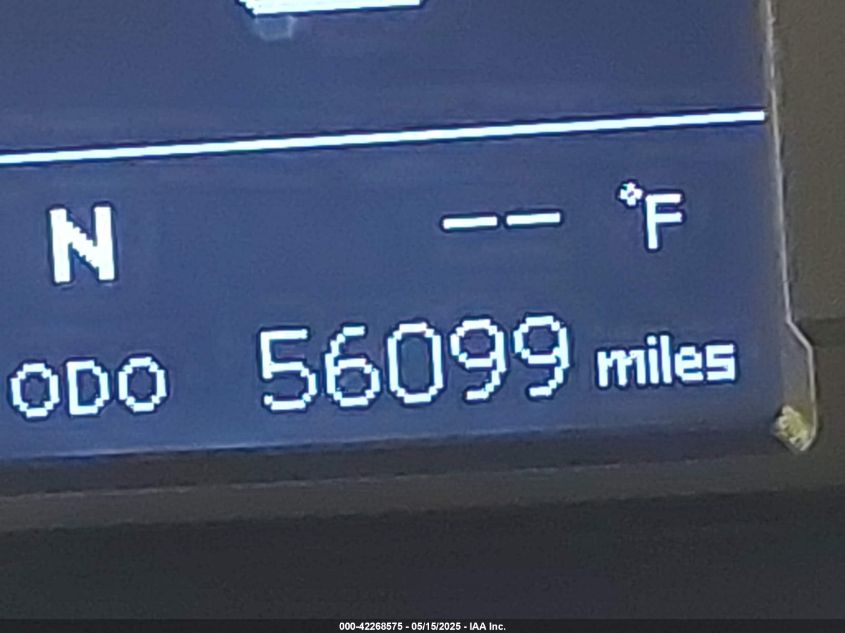 N -- °F
ODO 56099 miles
000-42268575 - 05/15/2025 - IAA Inc.